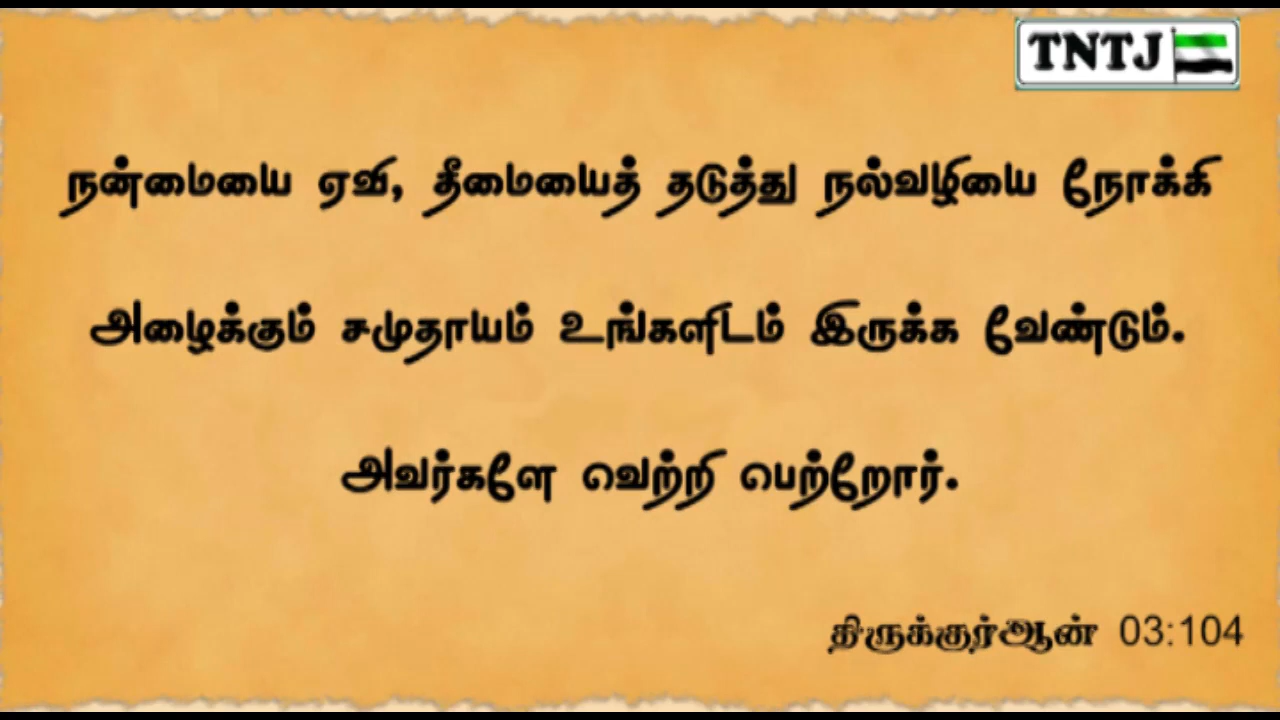 TNTJ
நன்மையை ஏவி, தீமையைத் தடுத்து நல்வழியை நோக்கி
அழைக்கும் சமுதாயம் உங்களிடம் இருக்க வேண்டும்.
அவர்களே வெற்றி பெற்றோர்.
திருக்குர்ஆன் 03:104